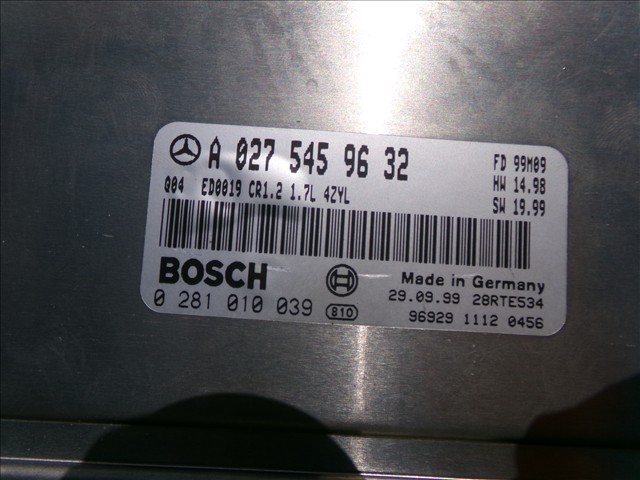 A 027 545 96 32
FD 99M09
Q04 ED0019 CR1.2 1.7L 4ZYL
HW 14.98
SW 19.99
BOSCH
Made in Germany
0 281 010 039 810
29.09.99 28RTE534
96929 1112 0456